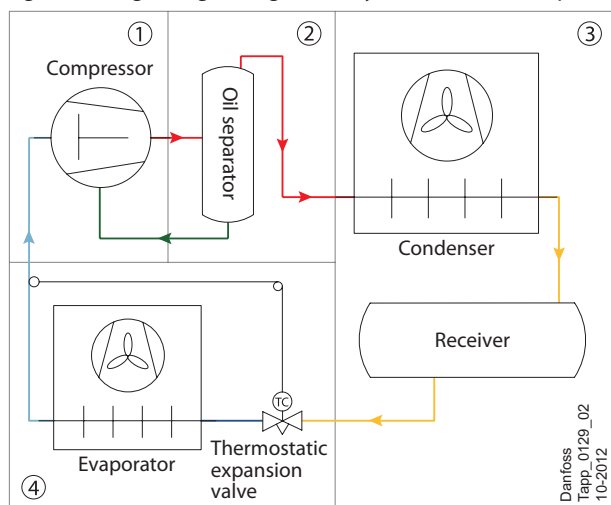 ①
Compressor
②
Oil separator
③
Condenser
Receiver
TC
Thermostatic
expansion
valve
Evaporator
④
Danfoss
Tapp_0129_02
10-2012